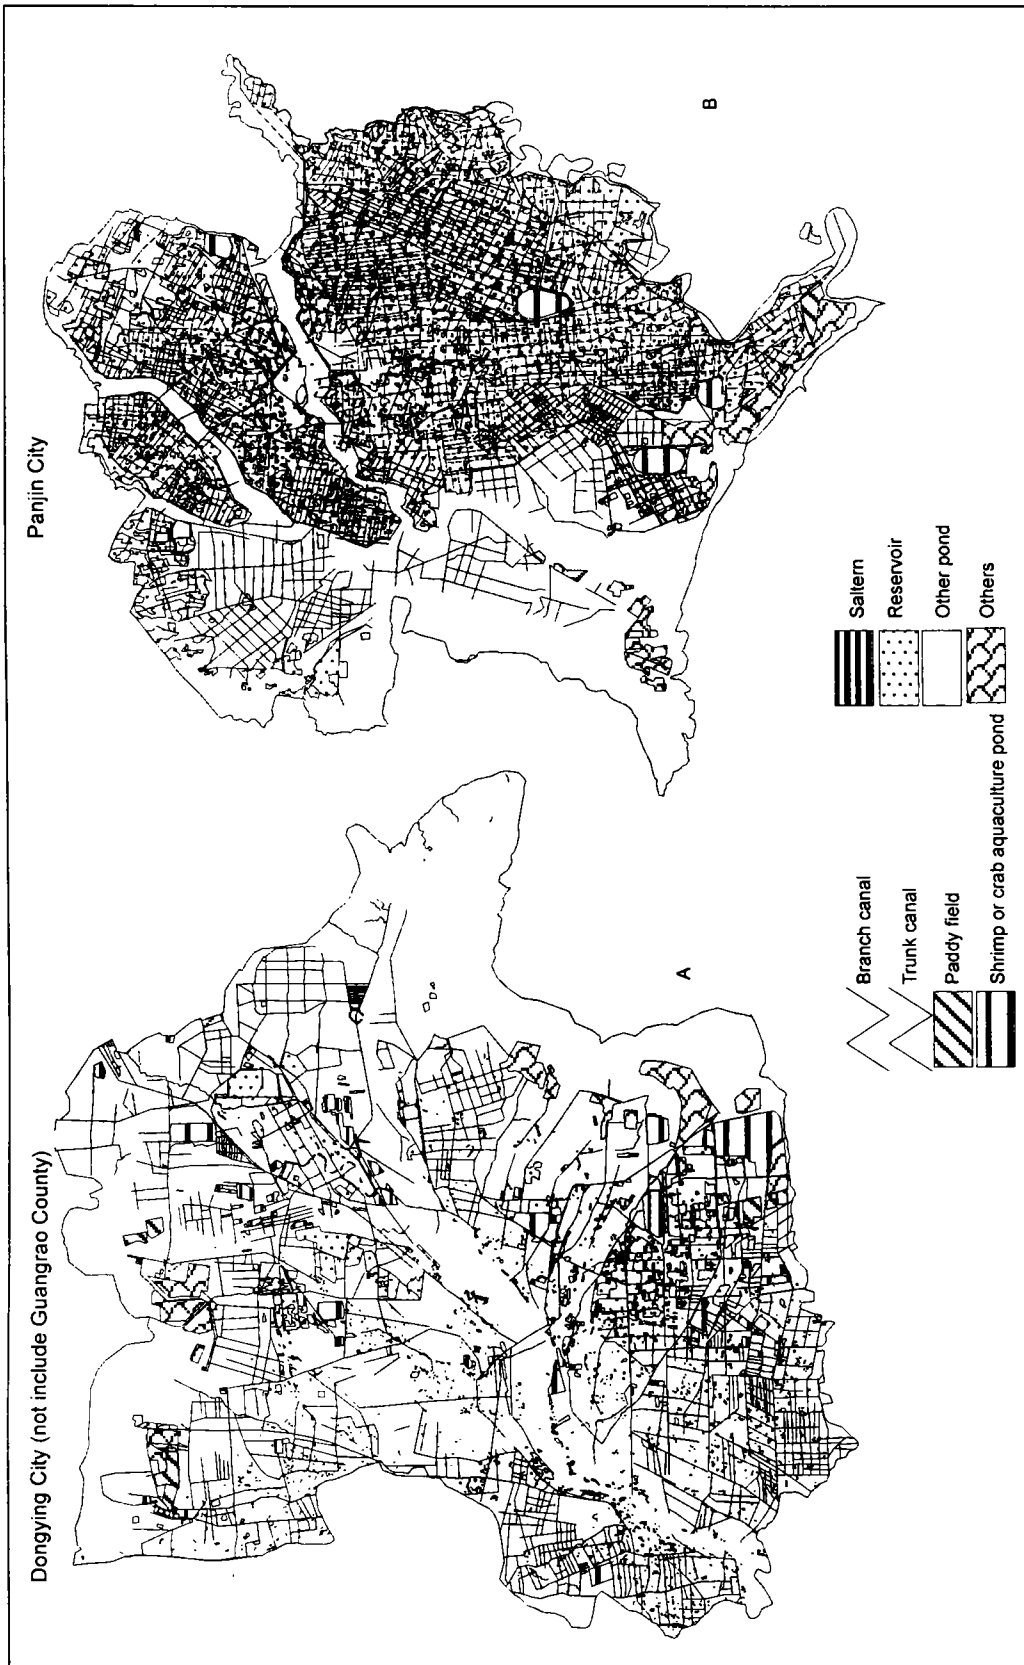 Dongying City (not include Guangrao County)
Panjin City
A
B
Branch canal
Trunk canal
Paddy field
Shrimp or crab aquaculture pond
Saltern
Reservoir
Other pond
Others